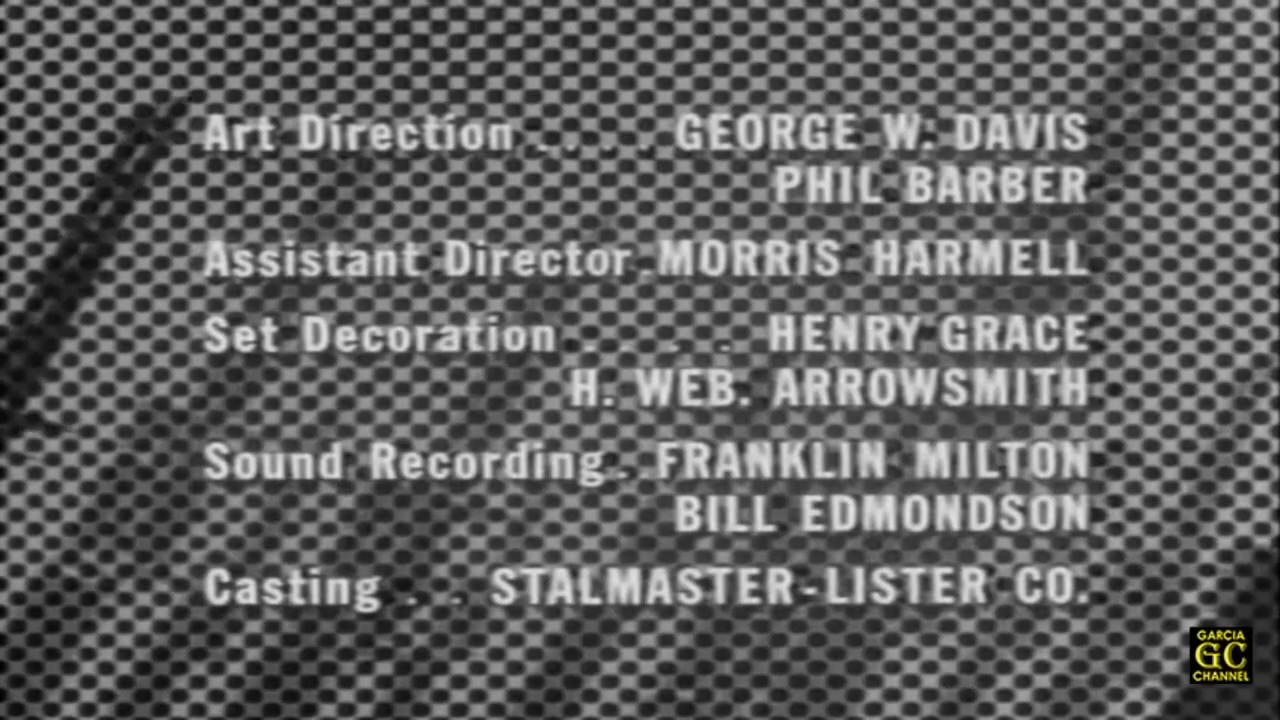 Art Direction . . . . GEORGE W. DAVIS
PHIL BARBER
Assistant Director . MORRIS HARMELL
Set Decoration . . . . HENRY GRACE
H. WEB. ARROWSMITH
Sound Recording . . FRANKLIN MILTON
BILL EDMONDSON
Casting . . STALMASTER-LISTER CO.
GARCIA
GC
CHANNEL